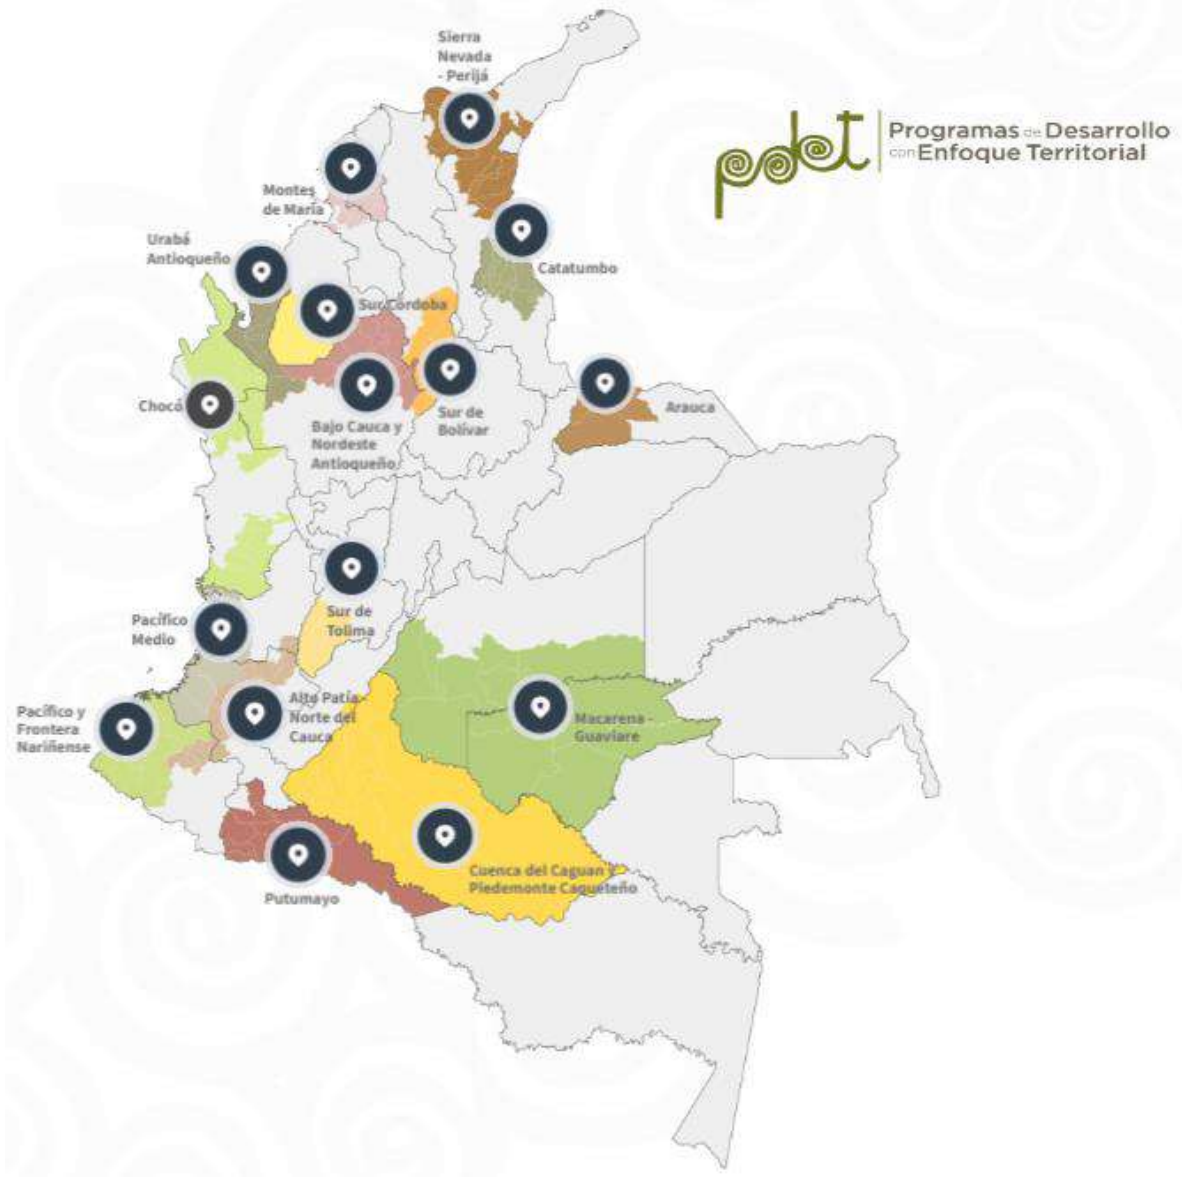 Sierra
Nevada
- Perijá
pdet
Programas de Desarrollo
con Enfoque Territorial
Montes
de María
Urabá
Antioqueño
Catatumbo
Sur Córdoba
Chocó
Arauca
Sur de
Bolívar
Bajo Cauca y
Nordeste
Antioqueño
Sur de
Tolima
Pacífico
Medio
Alto Patía -
Norte del
Cauca
Pacífico y
Frontera
Nariñense
Macarena -
Guaviare
Cuenca del Caguan y
Piedemonte Caqueteño
Putumayo